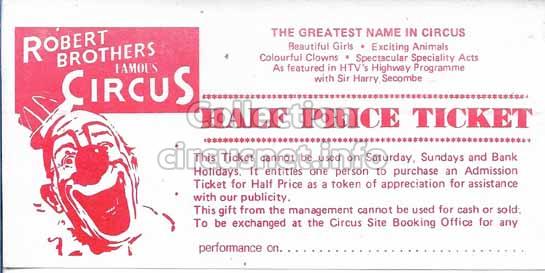 ROBERT
BROTHERS
FAMOUS
CIRCUS
THE GREATEST NAME IN CIRCUS
Beautiful Girls • Exciting Animals
Colourful Clowns • Spectacular Speciality Acts
As featured in HTV's Highway Programme
with Sir Harry Secombe
HALF PRICE TICKET
This Ticket cannot be used on Saturday, Sundays and Bank
Holidays. It entitles one person to purchase an Admission
Ticket for Half Price as a token of appreciation for assistance
with our publicity.
This gift from the management cannot be used for cash or sold;
To be exchanged at the Circus Site Booking Office for any
performance on
Collection
circusnet.info